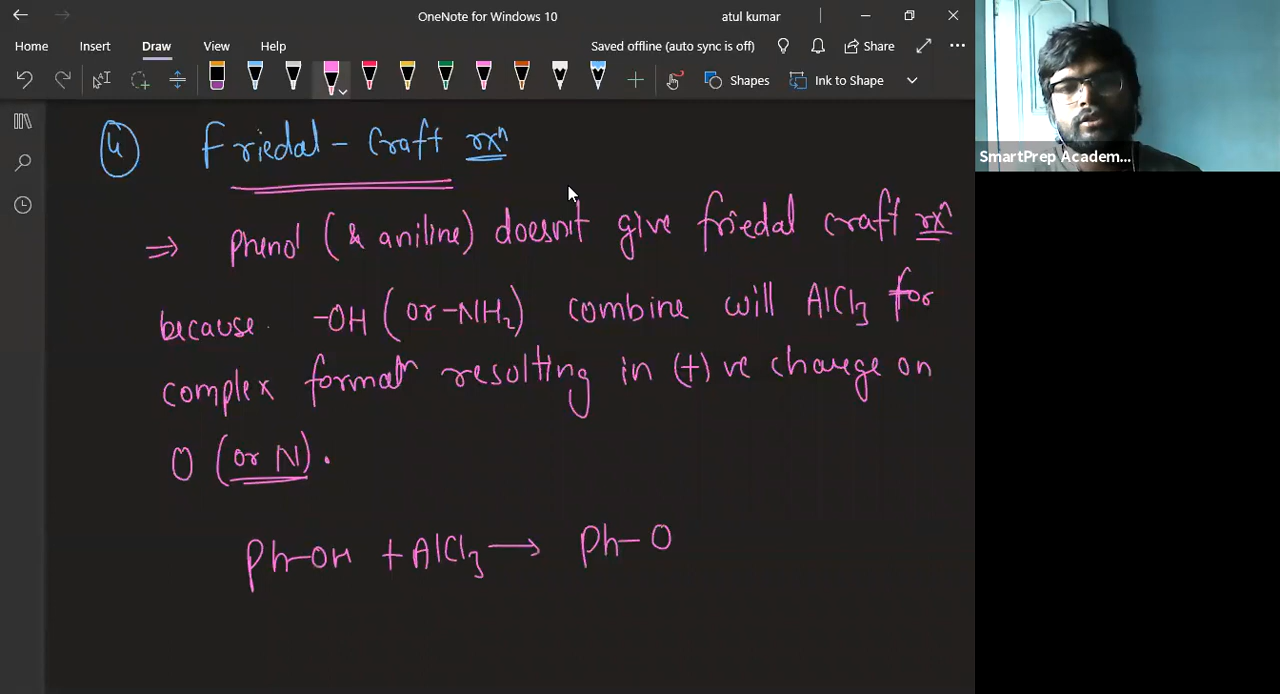 OneNote for Windows 10
atul kumar
Home Insert Draw View Help
Saved offline (auto sync is off)
Share
Shapes
Ink to Shape
SmartPrep Academ...
4 Friedal - Craft rxⁿ
⇒ Phenol (& aniline) doesn't give friedal craft rxⁿ
because -OH (or -NH₂) combine will AlCl₃ for
complex formaⁿ resulting in (+)ve charge on
O (or N).
Ph-OH + AlCl₃ → Ph-O